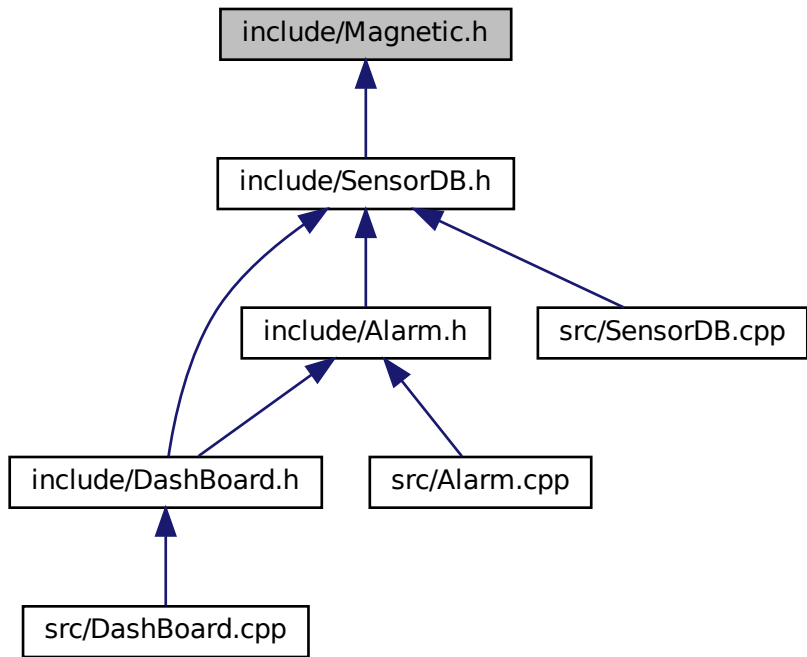 include/Magnetic.h
include/SensorDB.h
include/Alarm.h
src/SensorDB.cpp
include/DashBoard.h
src/Alarm.cpp
src/DashBoard.cpp